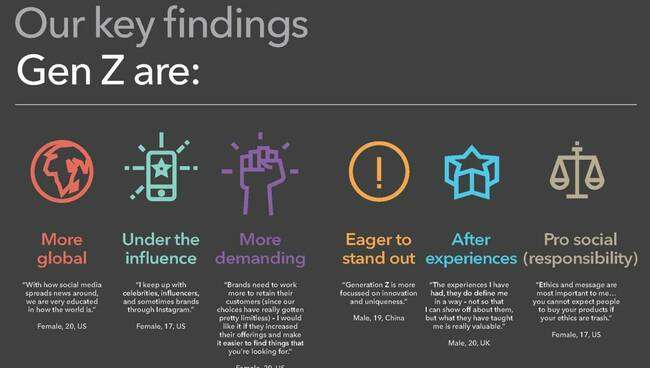 Our key findings
Gen Z are:
More
global
"With how social media
spreads news around,
we are very educated
in how the world is."
Female, 20, US
Under the
influence
"I keep up with
celebrities, influencers,
and sometimes brands
through Instagram."
Female, 17, US
More
demanding
"Brands need to work
more to retain their
customers (since our
choices have really gotten
pretty limitless) – I would
like it if they increased
their offerings and make
it easier to find things that
you're looking for."
Female, 20, US
Eager to
stand out
"Generation Z is more
focussed on innovation
and uniqueness."
Male, 19, China
After
experiences
"The experiences I have
had, they do define me
in a way – not so that
I can show off about them,
but what they have taught
me is really valuable."
Male, 20, UK
Pro social
(responsibility)
"Ethics and message are
most important to me...
you cannot expect people
to buy your products if
your ethics are trash."
Female, 17, US